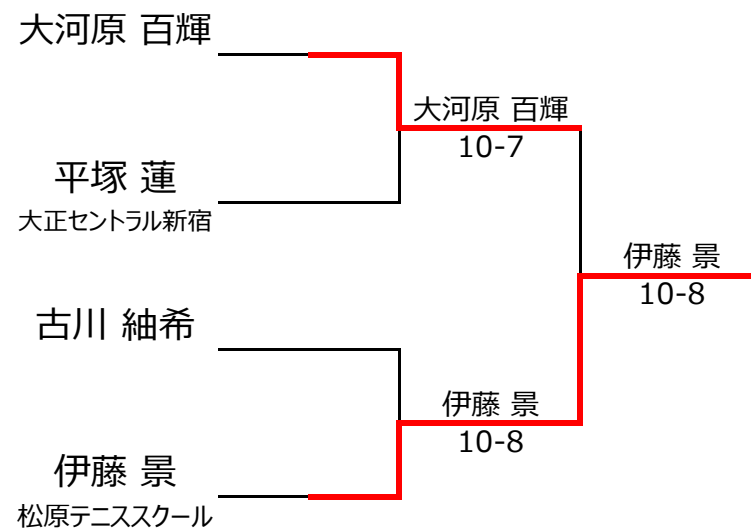 大河原 百輝
大河原 百輝
10-7
平塚 蓮
大正セントラル新宿
伊藤 景
10-8
古川 紬希
伊藤 景
10-8
伊藤 景
松原テニススクール